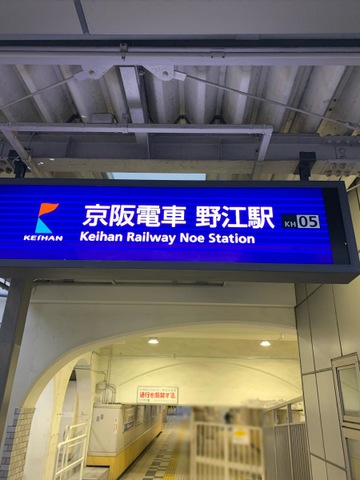 京阪電車 野江駅
Keihan Railway Noe Station
KH 05
KEIHAN